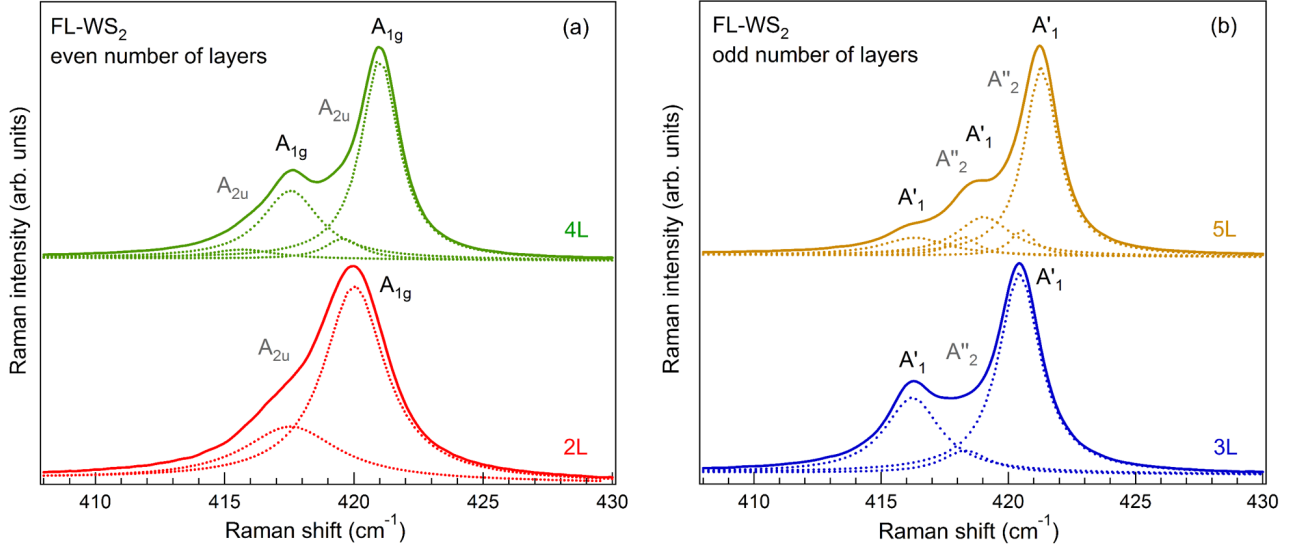 FL-WS2
even number of layers
(a)
A1g
A2u
A1g
A2u
4L
A1g
A2u
2L
Raman intensity (arb. units)
410
415
420
425
430
Raman shift (cm-1)
FL-WS2
odd number of layers
(b)
A'1
A"2
A'1
A"2
A'1
5L
A'1
A'1
A"2
3L
Raman intensity (arb. units)
410
415
420
425
430
Raman shift (cm-1)